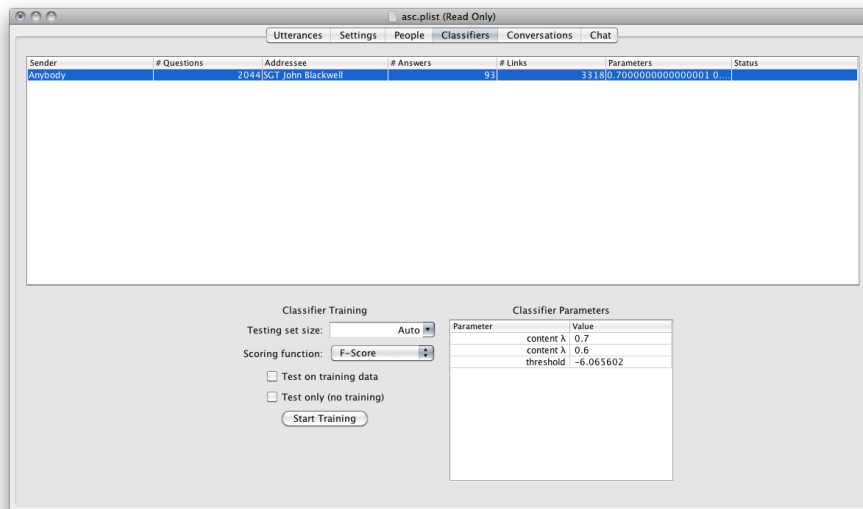 asc.plist (Read Only)
Utterances Settings People Classifiers Conversations Chat
Sender # Questions Addressee # Answers # Links Parameters Status
Anybody 2044 SGT John Blackwell 93 3318 0.7000000000000001 0....
Classifier Training Classifier Parameters
Testing set size: Auto Parameter Value
content λ 0.7
Scoring function: F-Score content λ 0.6
threshold -6.065602
Test on training data
Test only (no training)
Start Training